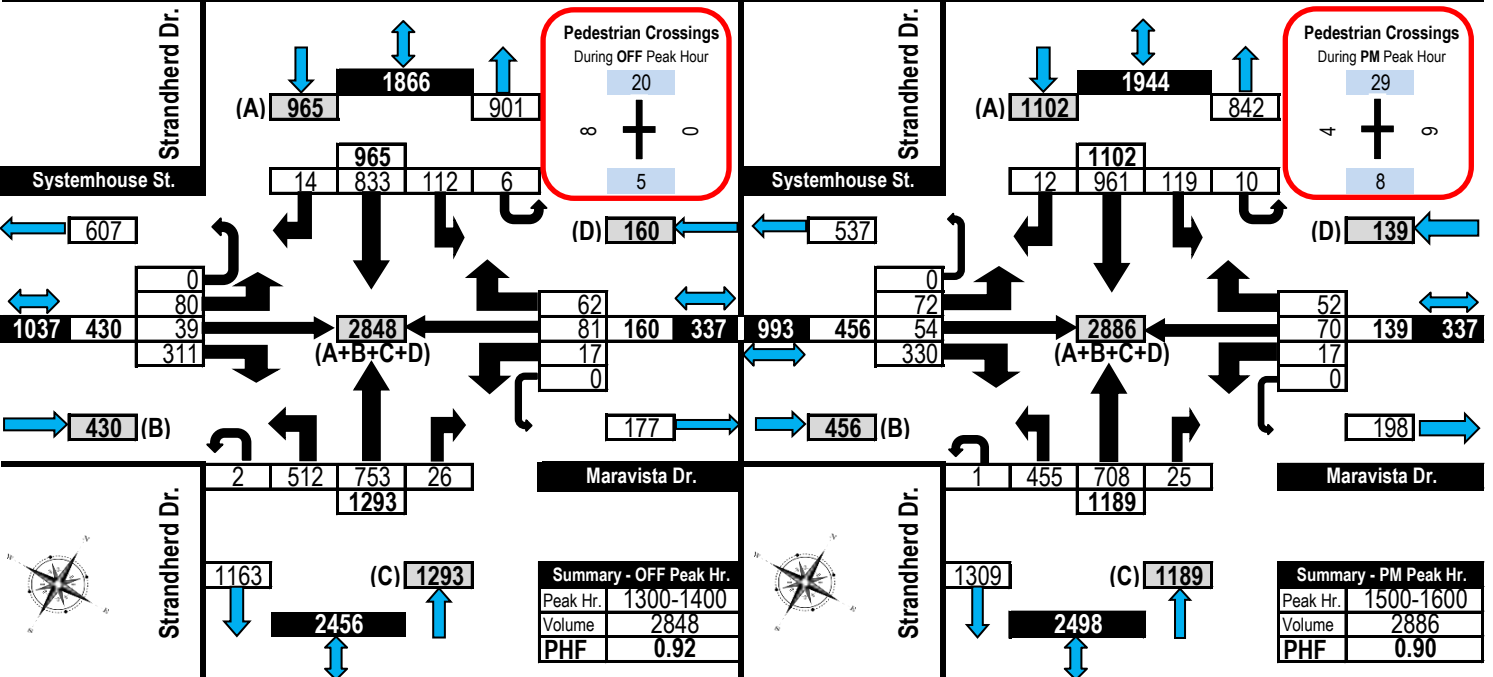 Strandherd Dr.
1866
(A) 965
901
Pedestrian Crossings
During OFF Peak Hour
20
8
0
5
Systemhouse St.
965
14 833 112 6
607
(D) 160
0
80
39
311
1037 430
2848
(A+B+C+D)
62
81
17
0
160 337
430 (B)
177
2 512 753 26
1293
Maravista Dr.
Strandherd Dr.
1163
(C) 1293
2456
Summary - OFF Peak Hr.
Peak Hr. 1300-1400
Volume 2848
PHF 0.92
Strandherd Dr.
1944
(A) 1102
842
Pedestrian Crossings
During PM Peak Hour
29
4
9
8
Systemhouse St.
1102
12 961 119 10
537
(D) 139
0
72
54
330
993 456
2886
(A+B+C+D)
52
70
17
0
139 337
456 (B)
198
1 455 708 25
1189
Maravista Dr.
Strandherd Dr.
1309
(C) 1189
2498
Summary - PM Peak Hr.
Peak Hr. 1500-1600
Volume 2886
PHF 0.90